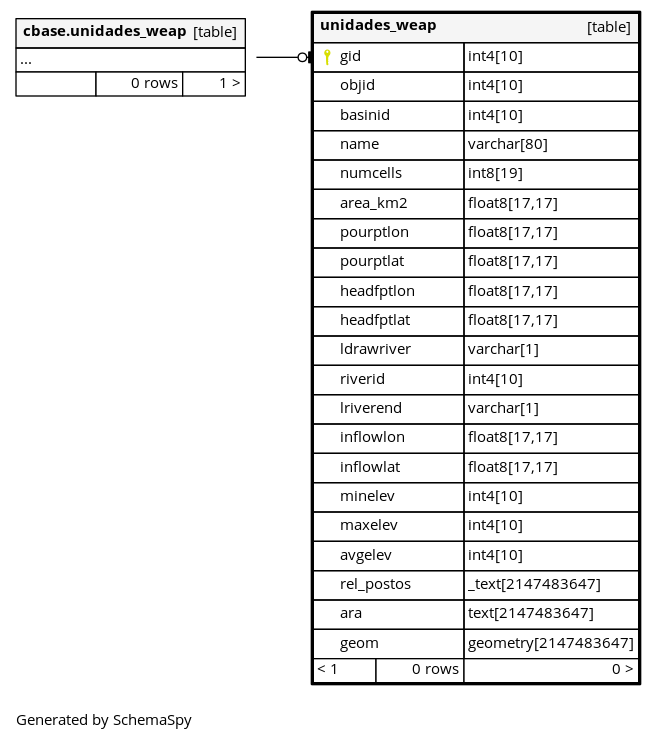 cbase.unidades_weap [table]
...
0 rows 1 >
unidades_weap [table]
gid int4[10]
objid int4[10]
basinid int4[10]
name varchar[80]
numcells int8[19]
area_km2 float8[17,17]
pourptlon float8[17,17]
pourptlat float8[17,17]
headfptlon float8[17,17]
headfptlat float8[17,17]
ldrawriver varchar[1]
riverid int4[10]
lriverend varchar[1]
inflowlon float8[17,17]
inflowlat float8[17,17]
minelev int4[10]
maxelev int4[10]
avgelev int4[10]
rel_postos _text[2147483647]
ara text[2147483647]
geom geometry[2147483647]
< 1 0 rows 0 >
Generated by SchemaSpy